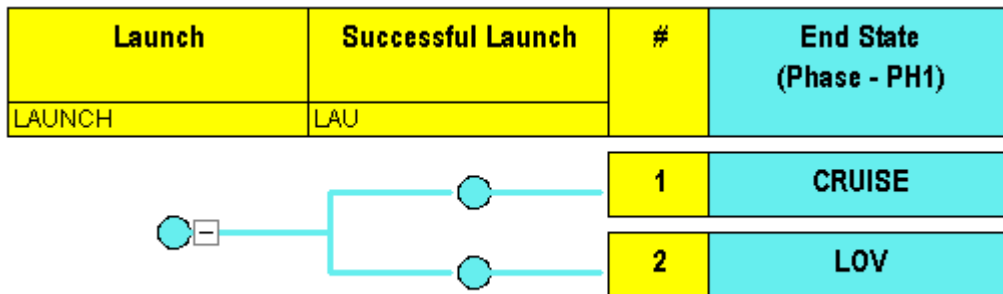 Launch
Successful Launch
#
End State
(Phase - PH1)
LAUNCH
LAU
1
CRUISE
2
LOV